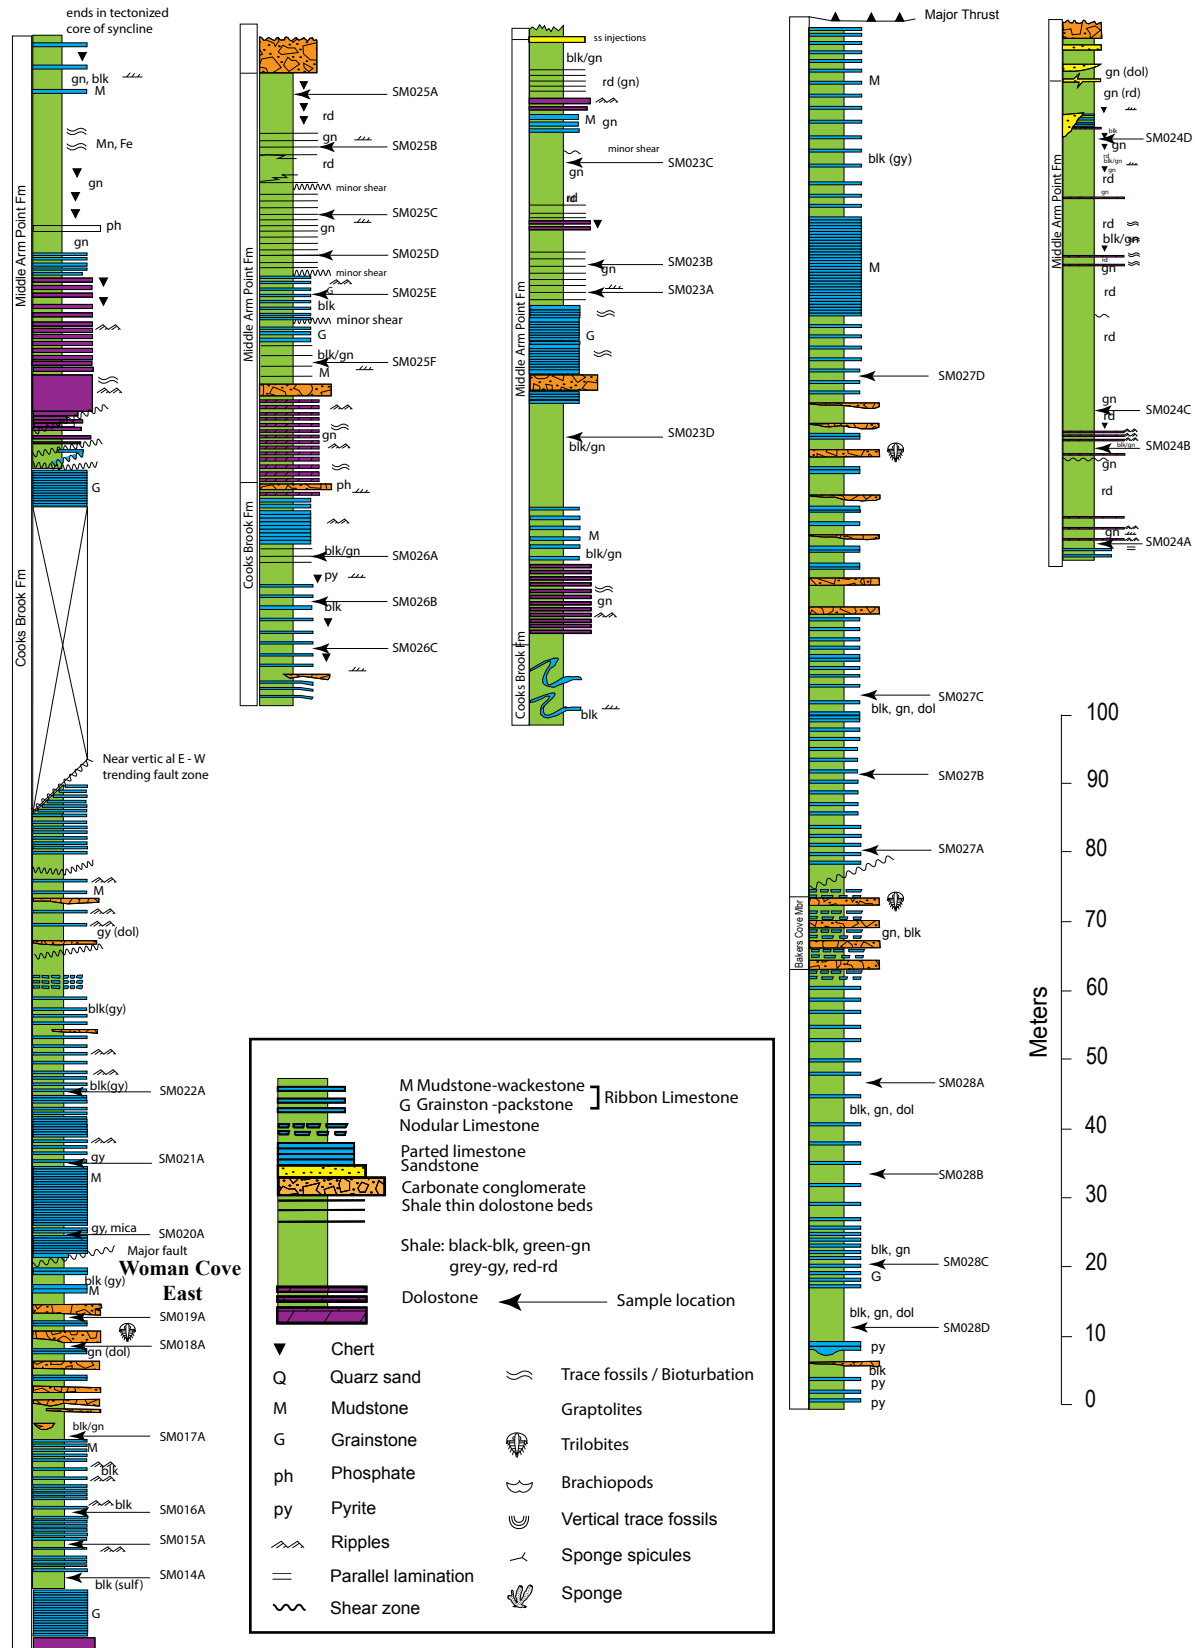 ends in tectonized
core of syncline
Middle Arm Point Fm
Cooks Brook Fm
gn, blk
M
Mn, Fe
gn
ph
gn
G
Near vertic al E - W
trending fault zone
M
gy (dol)
blk(gy)
blk(gy)
SM022A
gy
SM021A
M
gy, mica
SM020A
Major fault
Woman Cove
East
blk (gy)
M
SM019A
SM018A
gn (dol)
blk/gn
SM017A
M
blk
blk
SM016A
SM015A
SM014A
blk (sulf)
G
Middle Arm Point Fm
Cooks Brook Fm
SM025A
rd
gn
SM025B
rd
minor shear
SM025C
gn
SM025D
minor shear
G
SM025E
blk
minor shear
G
blk/gn
SM025F
M
gn
ph
blk/gn
SM026A
py
SM026B
blk
SM026C
Middle Arm Point Fm
Cooks Brook Fm
ss injections
blk/gn
rd (gn)
M
gn
minor shear
SM023C
gn
rd
SM023B
gn
SM023A
G
SM023D
blk/gn
M
blk/gn
gn
blk
Major Thrust
M
blk (gy)
M
SM027D
SM027C
blk, gn, dol
SM027B
SM027A
Bakers Cove Mbr
gn, blk
SM028A
blk, gn, dol
SM028B
blk, gn
SM028C
G
blk, gn, dol
SM028D
py
blk
py
py
Middle Arm Point Fm
gn (dol)
gn (rd)
blk
SM024D
gn
rd
blk/gn
gn
rd
gn
rd
blk/gn
rd
gn
rd
rd
gn
SM024C
rd
blk/gn
SM024B
gn
rd
gn
SM024A
Meters
100
90
80
70
60
50
40
30
20
10
0
M Mudstone-wackestone
G Grainston -packstone
Ribbon Limestone
Nodular Limestone
Parted limestone
Sandstone
Carbonate conglomerate
Shale thin dolostone beds
Shale: black-blk, green-gn
grey-gy, red-rd
Dolostone
Sample location
Chert
Q Quarz sand
M Mudstone
G Grainstone
ph Phosphate
py Pyrite
Ripples
Parallel lamination
Shear zone
Trace fossils / Bioturbation
Graptolites
Trilobites
Brachiopods
Vertical trace fossils
Sponge spicules
Sponge